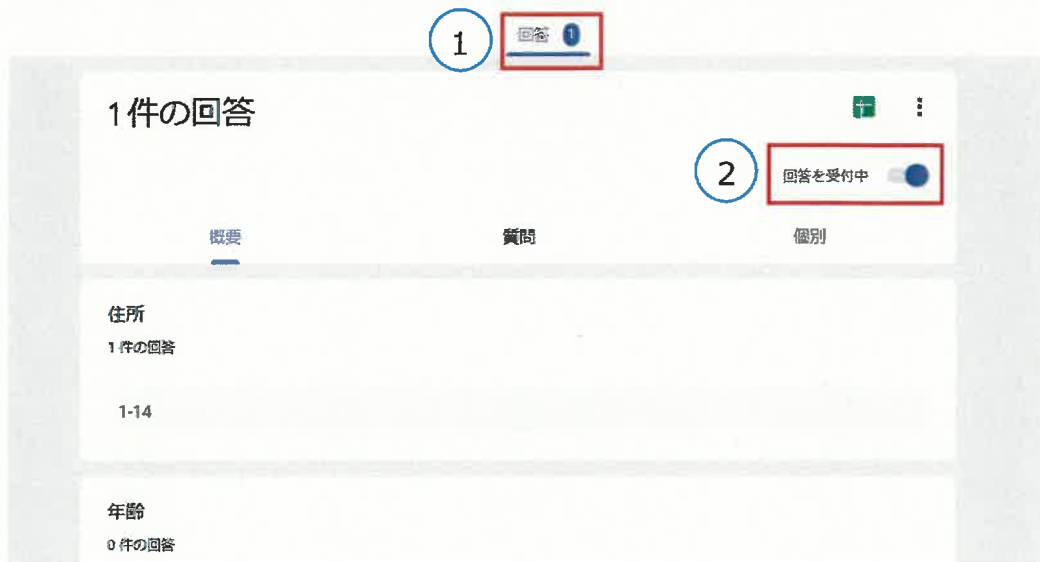 1
回答 1
1件の回答
2
回答を受付中
概要 質問 個別
住所
1 件の回答
1-14
年齢
0 件の回答